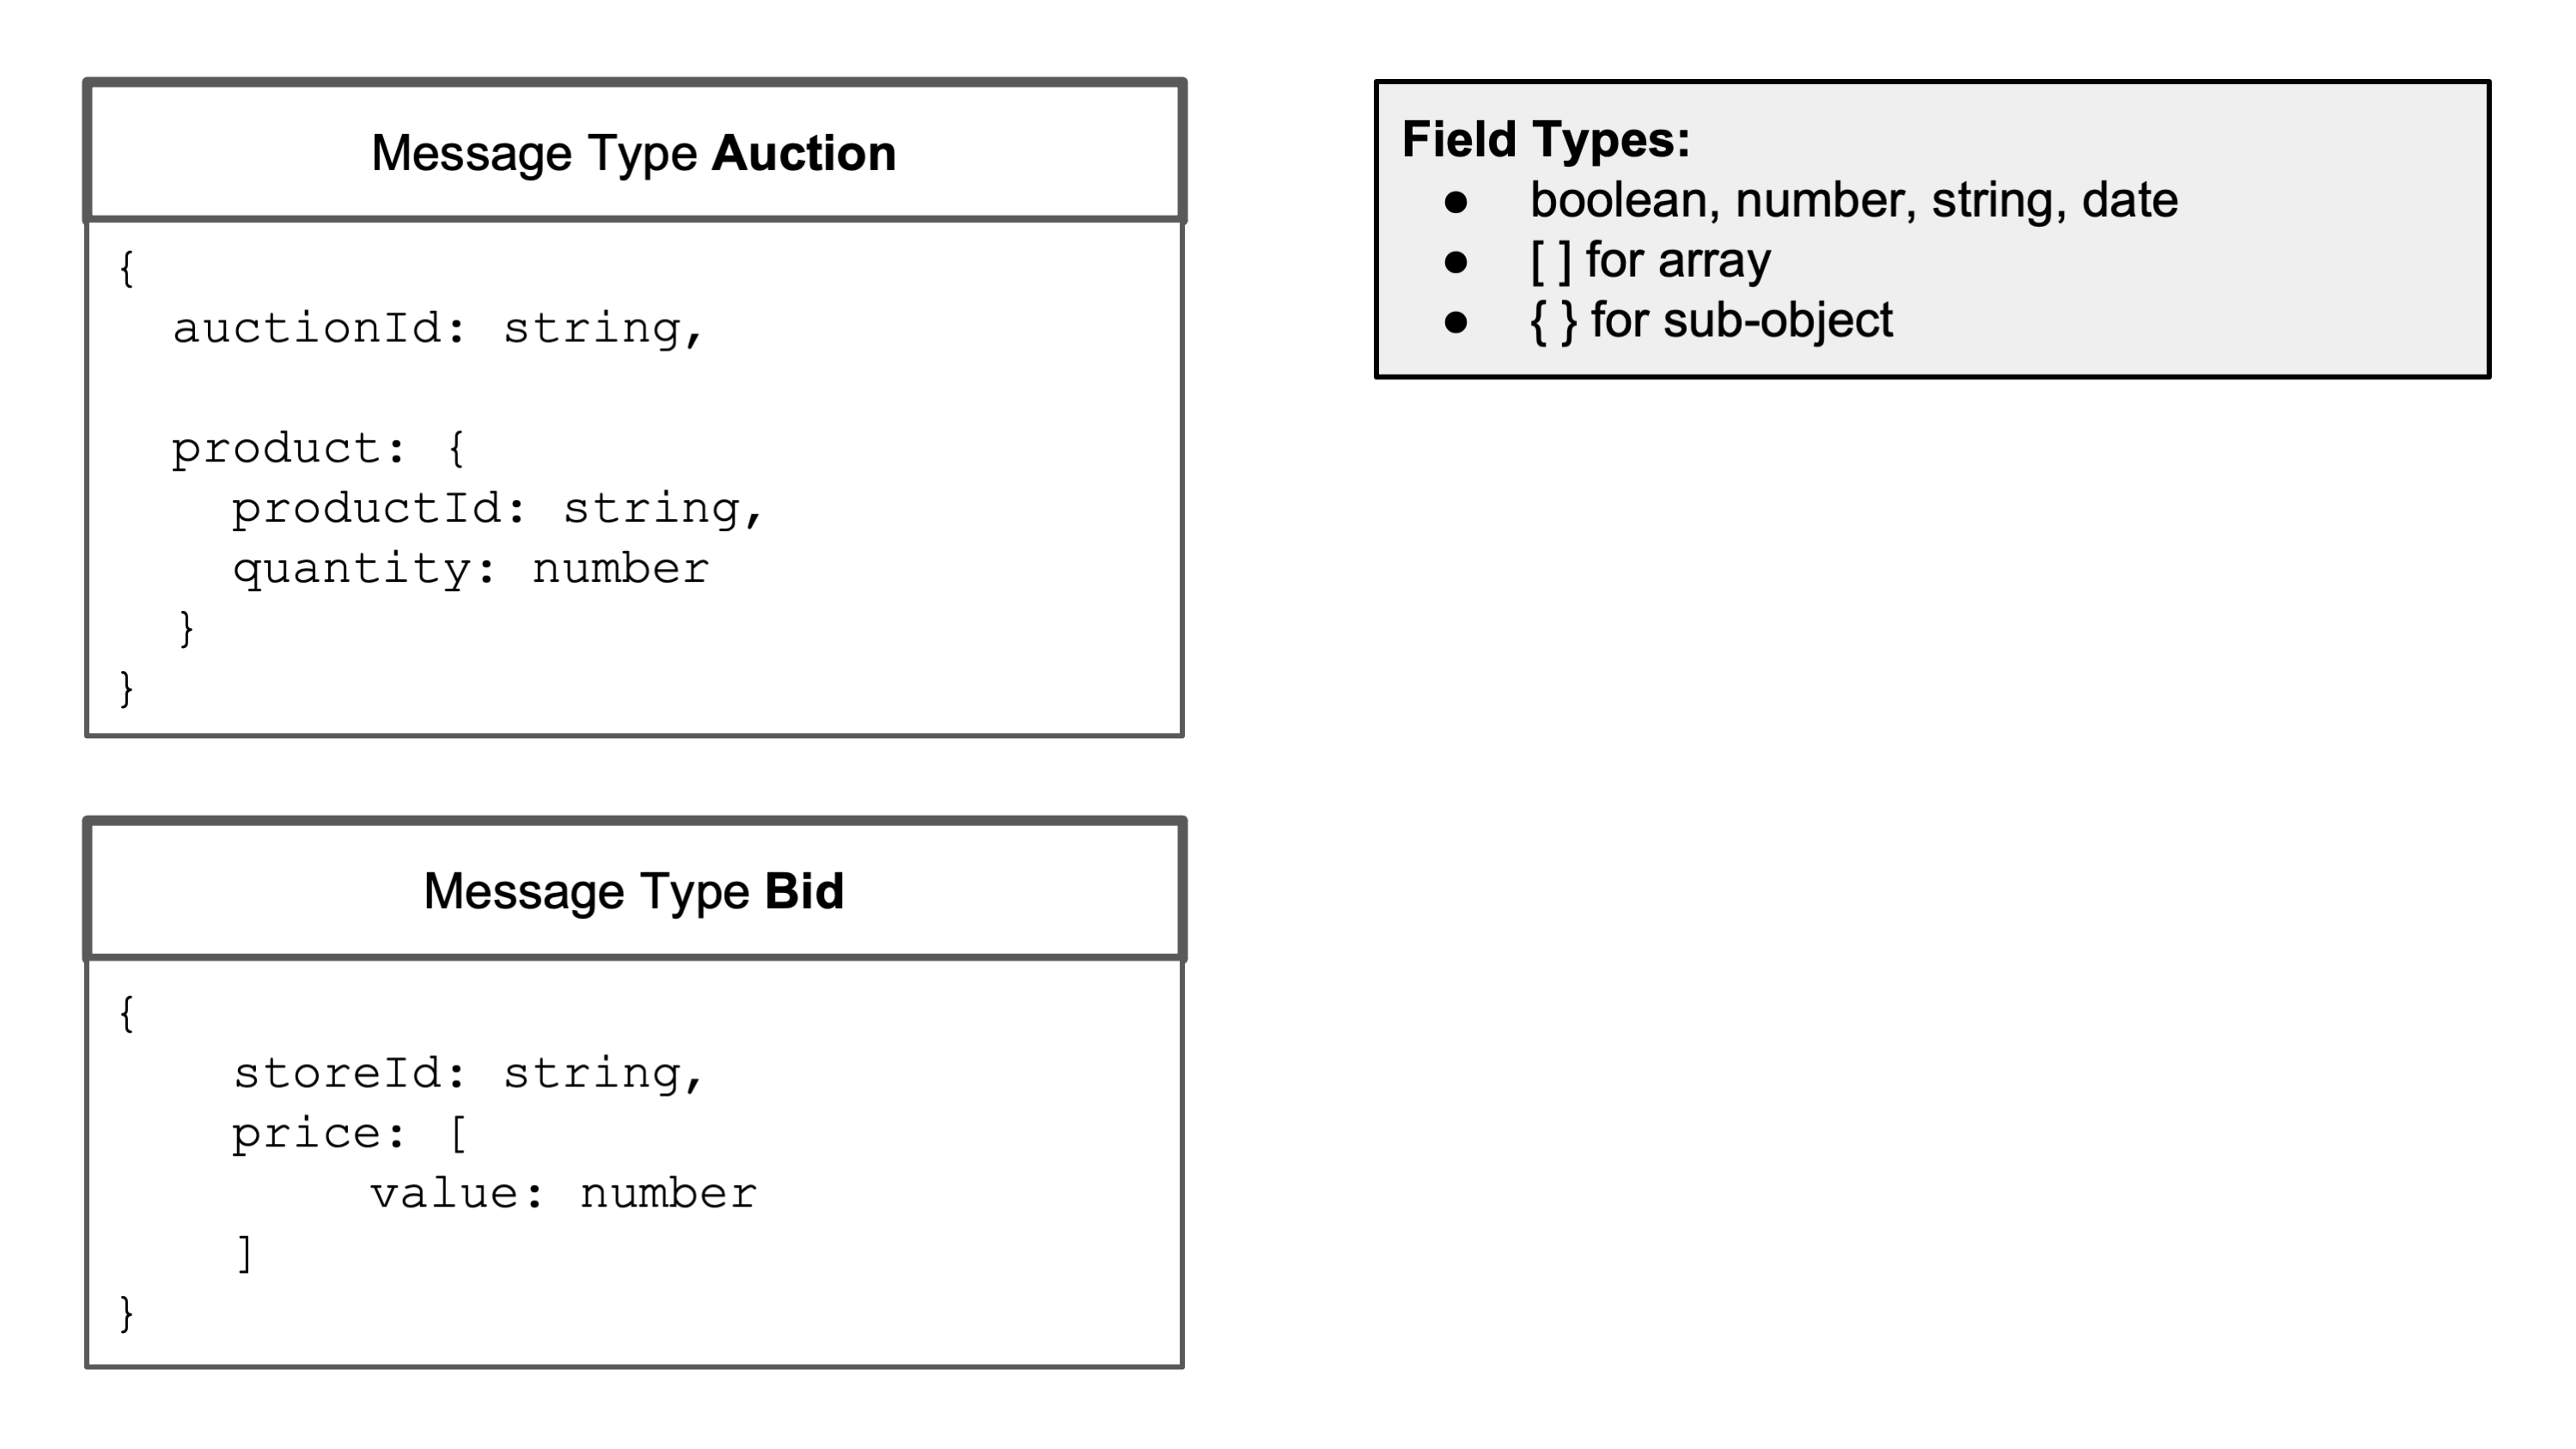 Message Type Auction
{
auctionId: string,
product: {
productId: string,
quantity: number
}
}
Message Type Bid
{
storeId: string,
price: [
value: number
]
}
Field Types:
● boolean, number, string, date
● [ ] for array
● { } for sub-object